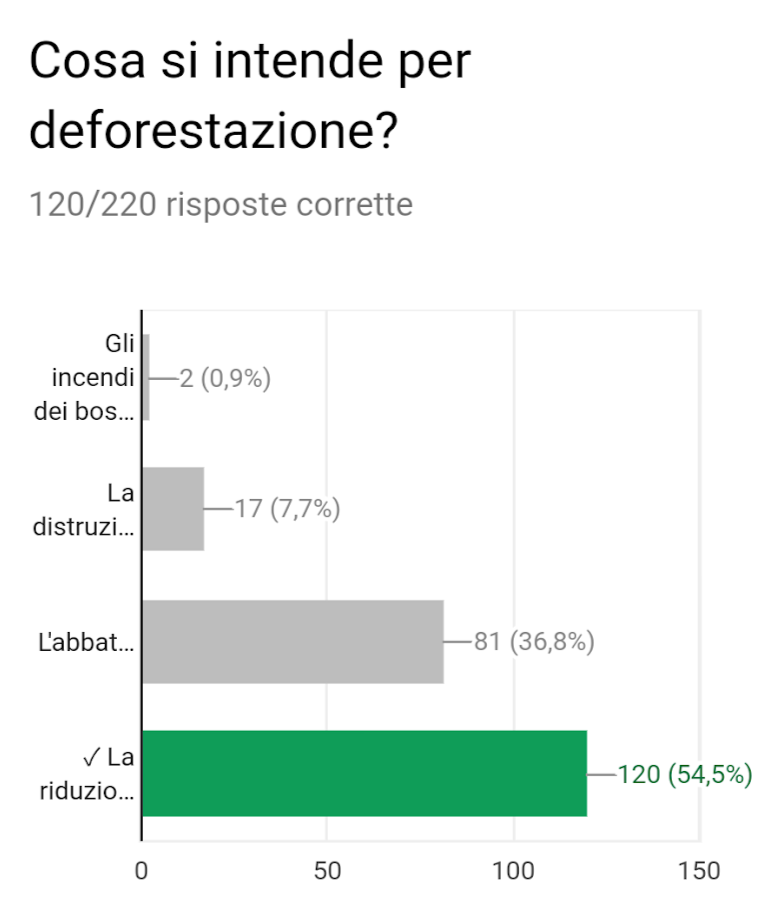 Cosa si intende per
deforestazione?
120/220 risposte corrette
Gli
incendi
dei bos...
2 (0,9%)
La
distruzi...
17 (7,7%)
L'abbat...
81 (36,8%)
✓ La
riduzio...
120 (54,5%)
0 50 100 150